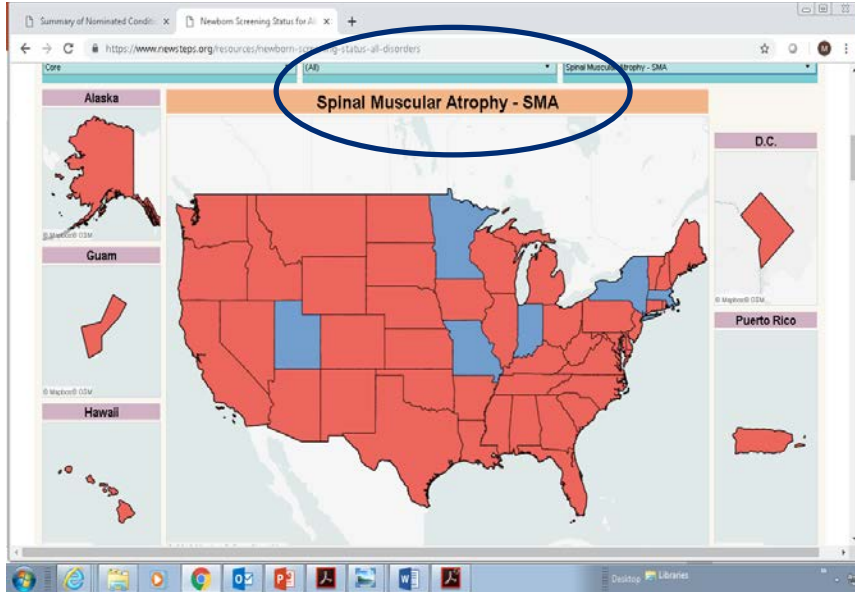 Summary of Nominated Conditi
Newborn Screening Status for Al
https://www.newsteps.org/resources/newborn-screening-status-all-disorders
Core
(All)
Spinal Muscular Atrophy - SMA
Alaska
Spinal Muscular Atrophy - SMA
D.C.
© Mapbox © OSM
Guam
© Mapbox © OSM
Puerto Rico
© Mapbox © OSM
Hawaii
Desktop
Libraries